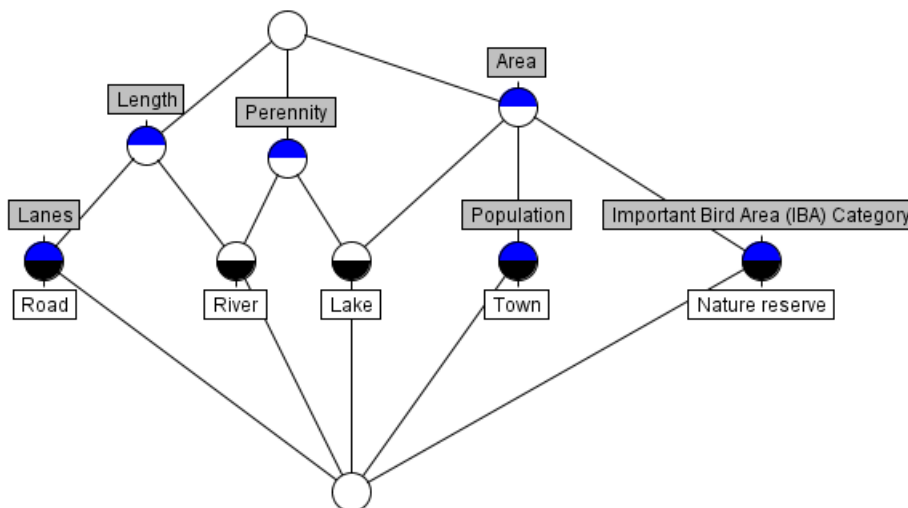 Area
Length
Perennity
Lanes
Population
Important Bird Area (IBA) Category
Road
River
Lake
Town
Nature reserve